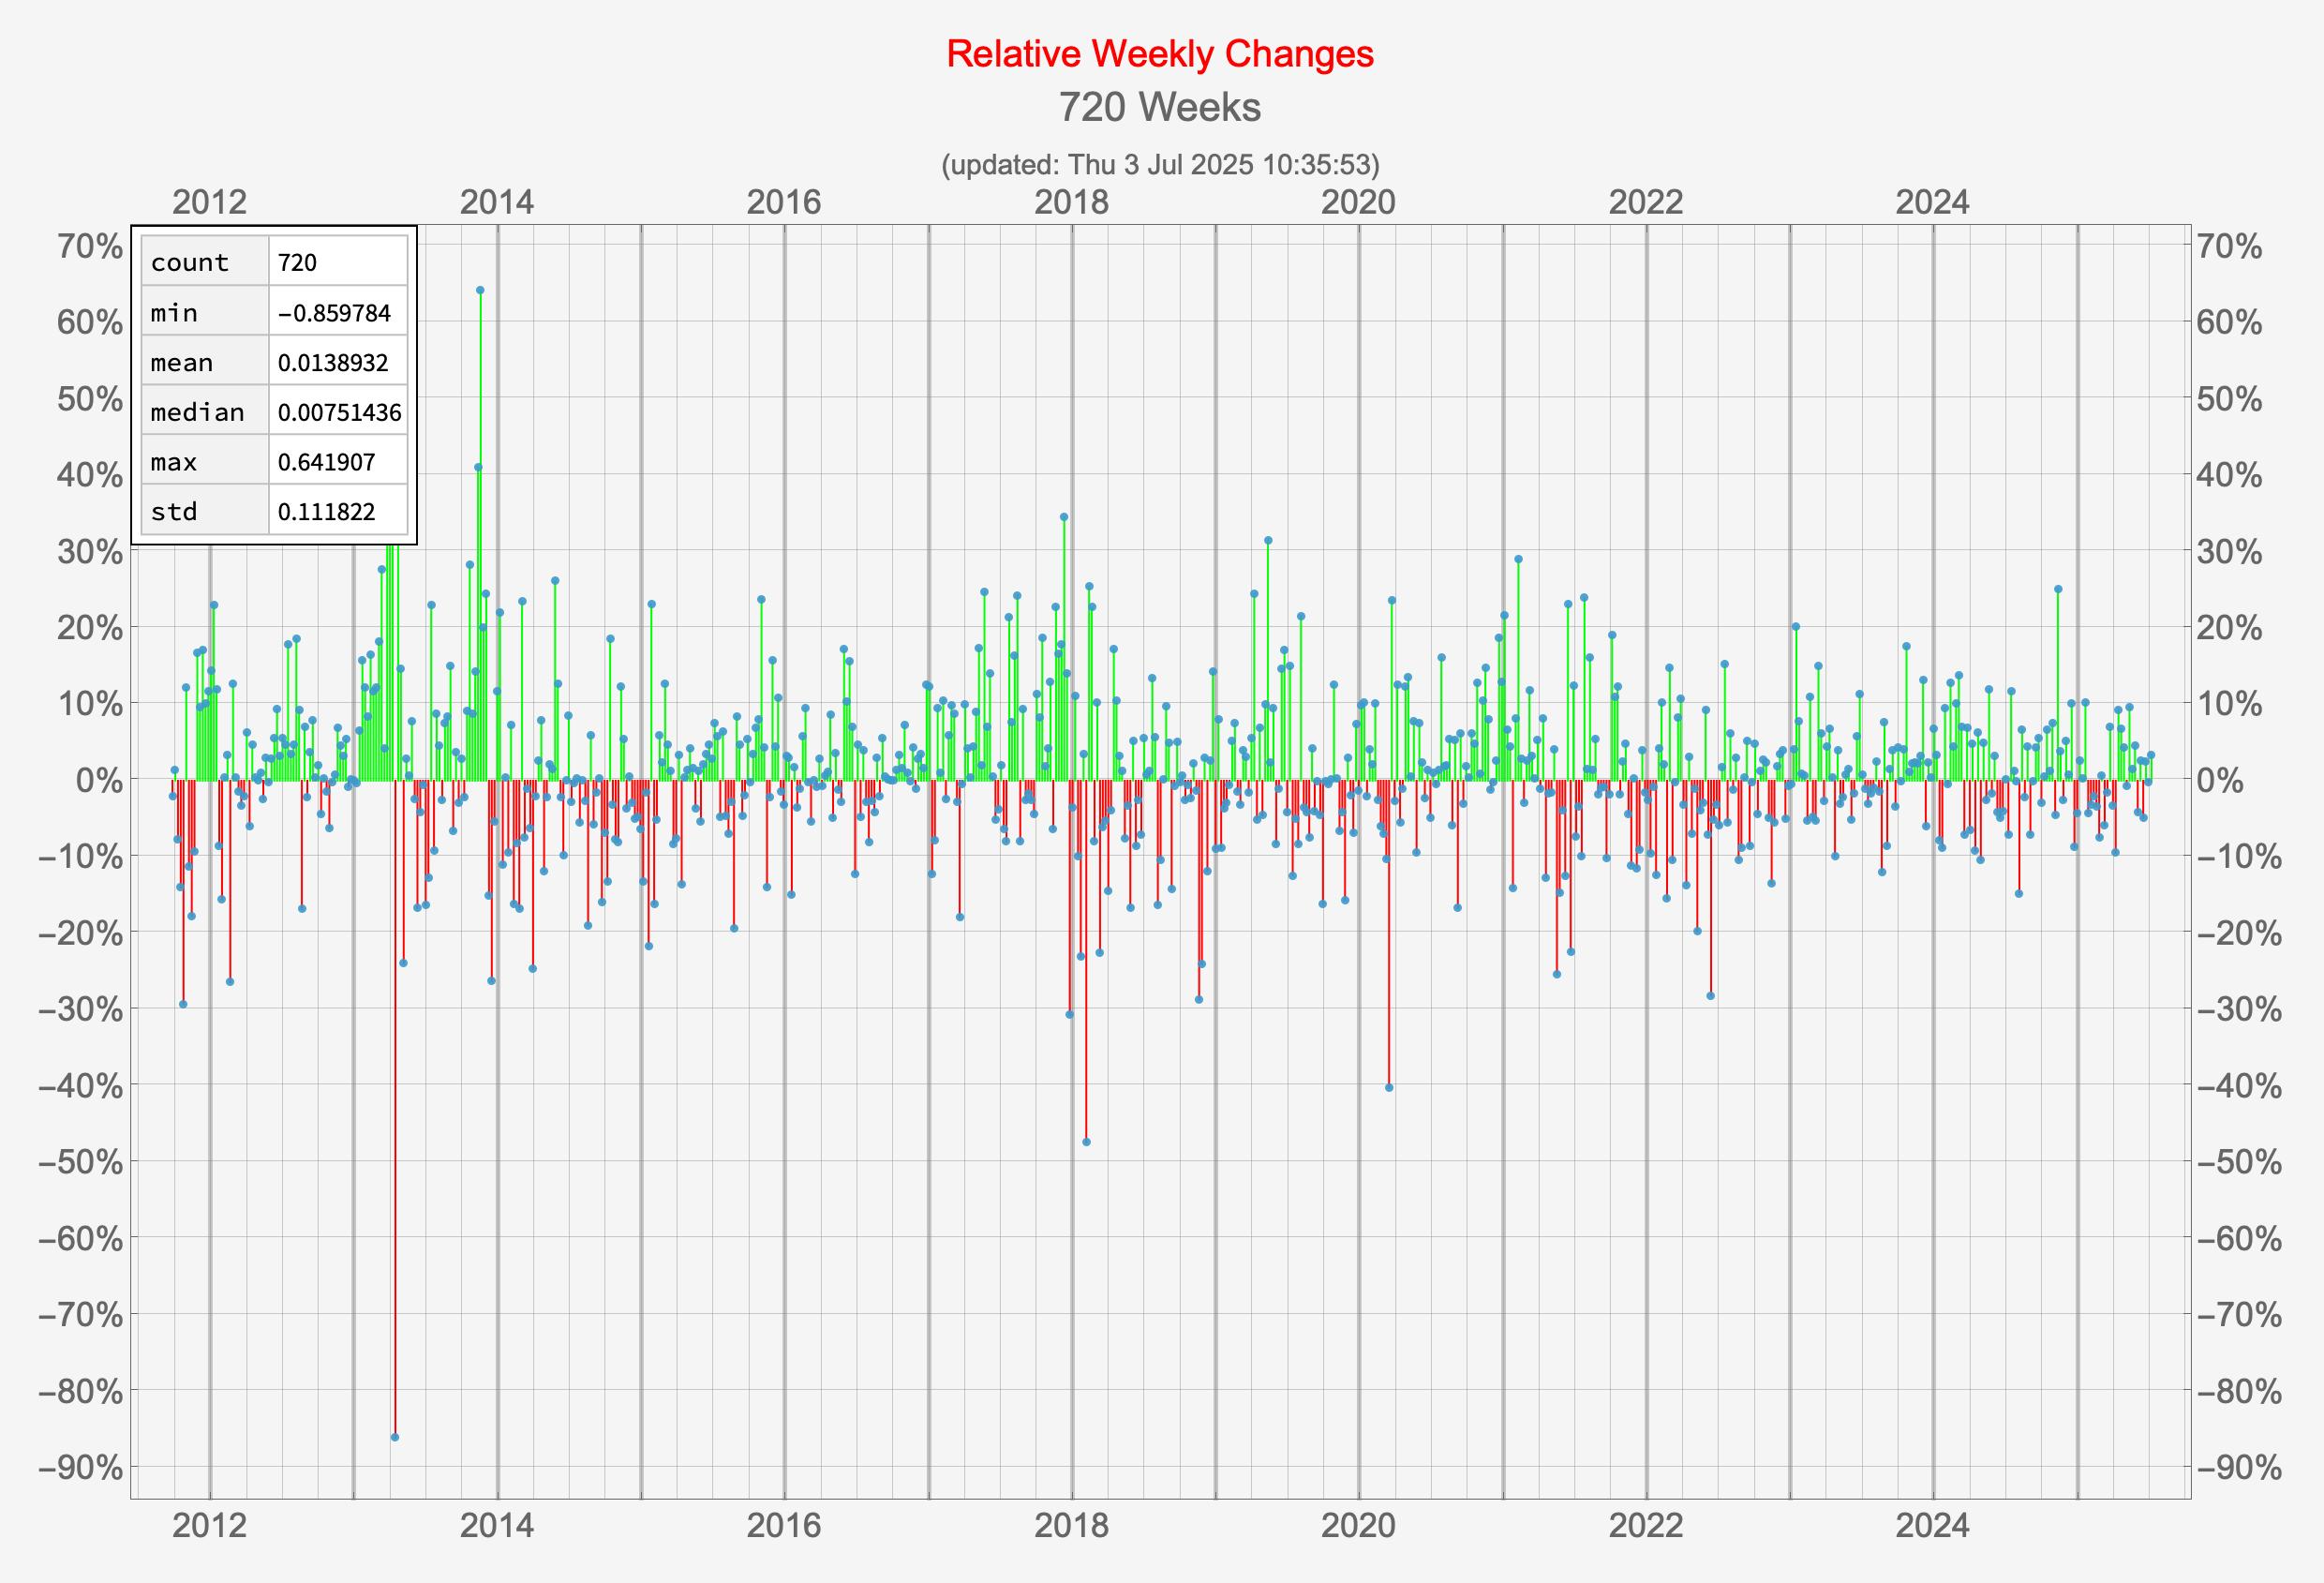 Relative Weekly Changes
720 Weeks
(updated: Thu 3 Jul 2025 10:35:53)
2012 2014 2016 2018 2020 2022 2024
count 720
min −0.859784
mean 0.0138932
median 0.00751436
max 0.641907
std 0.111822
70% 70%
60% 60%
50% 50%
40% 40%
30% 30%
20% 20%
10% 10%
0% 0%
−10% −10%
−20% −20%
−30% −30%
−40% −40%
−50% −50%
−60% −60%
−70% −70%
−80% −80%
−90% −90%
2012 2014 2016 2018 2020 2022 2024